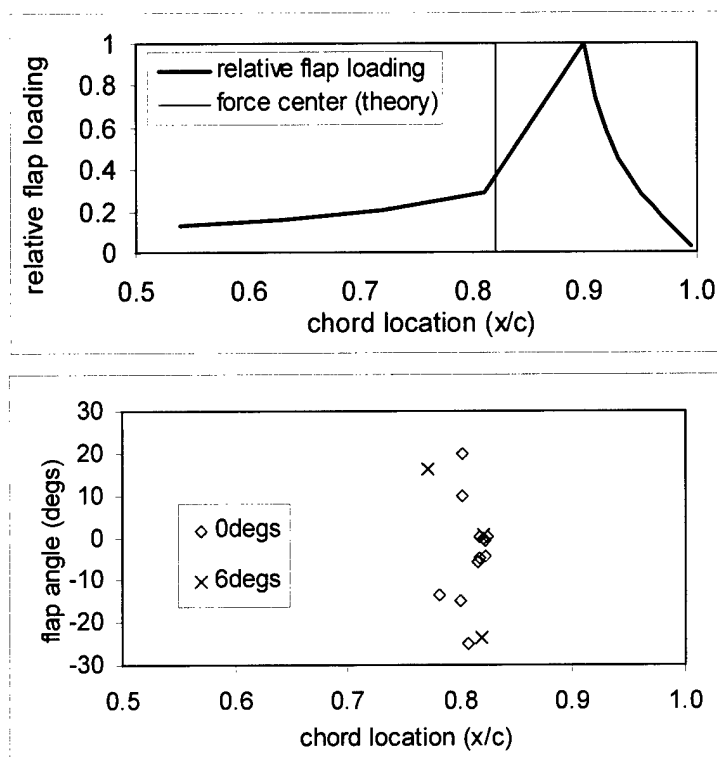 relative flap loading
1
0.8
0.6
0.4
0.2
0
relative flap loading
force center (theory)
0.5 0.6 0.7 0.8 0.9 1.0
chord location (x/c)
flap angle (degs)
30
20
10
0
-10
-20
-30
0degs
6degs
0.5 0.6 0.7 0.8 0.9 1.0
chord location (x/c)